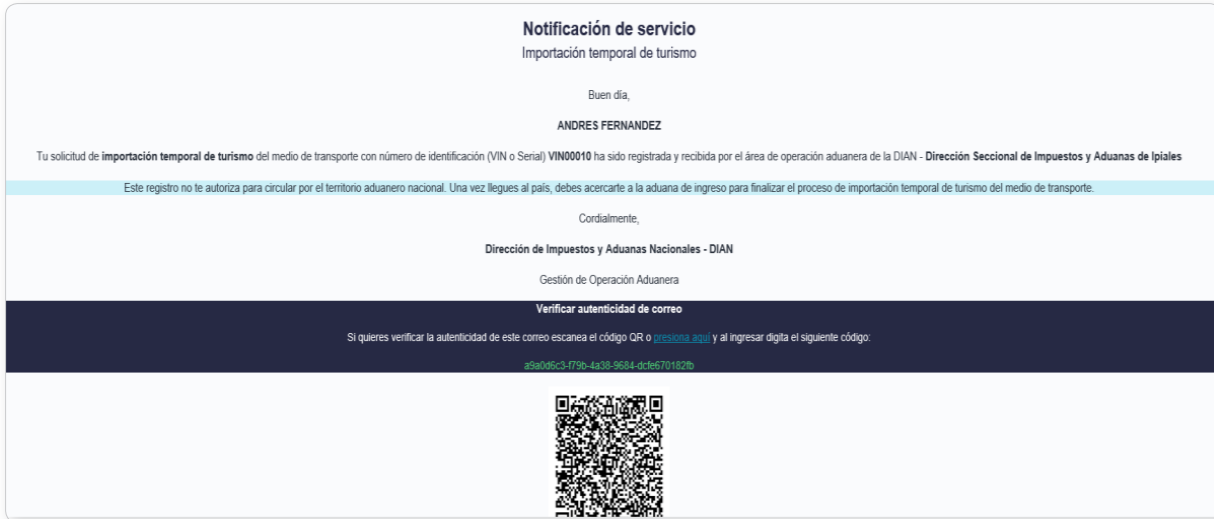 Notificación de servicio
Importación temporal de turismo
Buen día,
ANDRES FERNANDEZ
Tu solicitud de importación temporal de turismo del medio de transporte con número de identificación (VIN o Serial) VIN00010 ha sido registrada y recibida por el área de operación aduanera de la DIAN - Dirección Seccional de Impuestos y Aduanas de Ipiales
Este registro no te autoriza para circular por el territorio aduanero nacional. Una vez llegues al país, debes acercarte a la aduana de ingreso para finalizar el proceso de importación temporal de turismo del medio de transporte.
Cordialmente,
Dirección de Impuestos y Aduanas Nacionales - DIAN
Gestión de Operación Aduanera
Verificar autenticidad de correo
Si quieres verificar la autenticidad de este correo escanea el código QR o presiona aquí y al ingresar digita el siguiente código:
a9a0d6c3-f79b-4a38-9684-dcfe670182fb